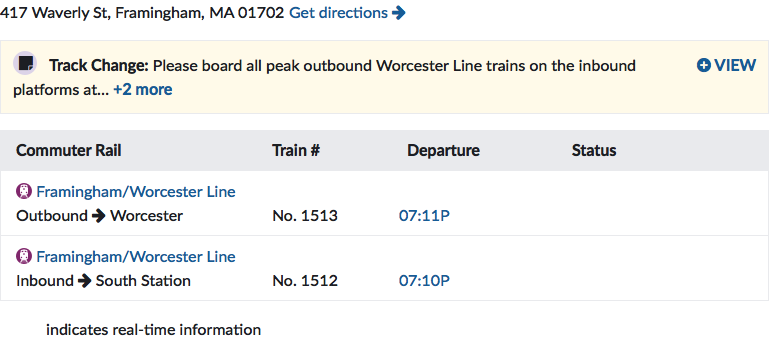 417 Waverly St, Framingham, MA 01702 Get directions
Track Change: Please board all peak outbound Worcester Line trains on the inbound VIEW
platforms at... +2 more
Commuter Rail Train # Departure Status
Framingham/Worcester Line
Outbound → Worcester No. 1513 07:11P
Framingham/Worcester Line
Inbound → South Station No. 1512 07:10P
indicates real-time information